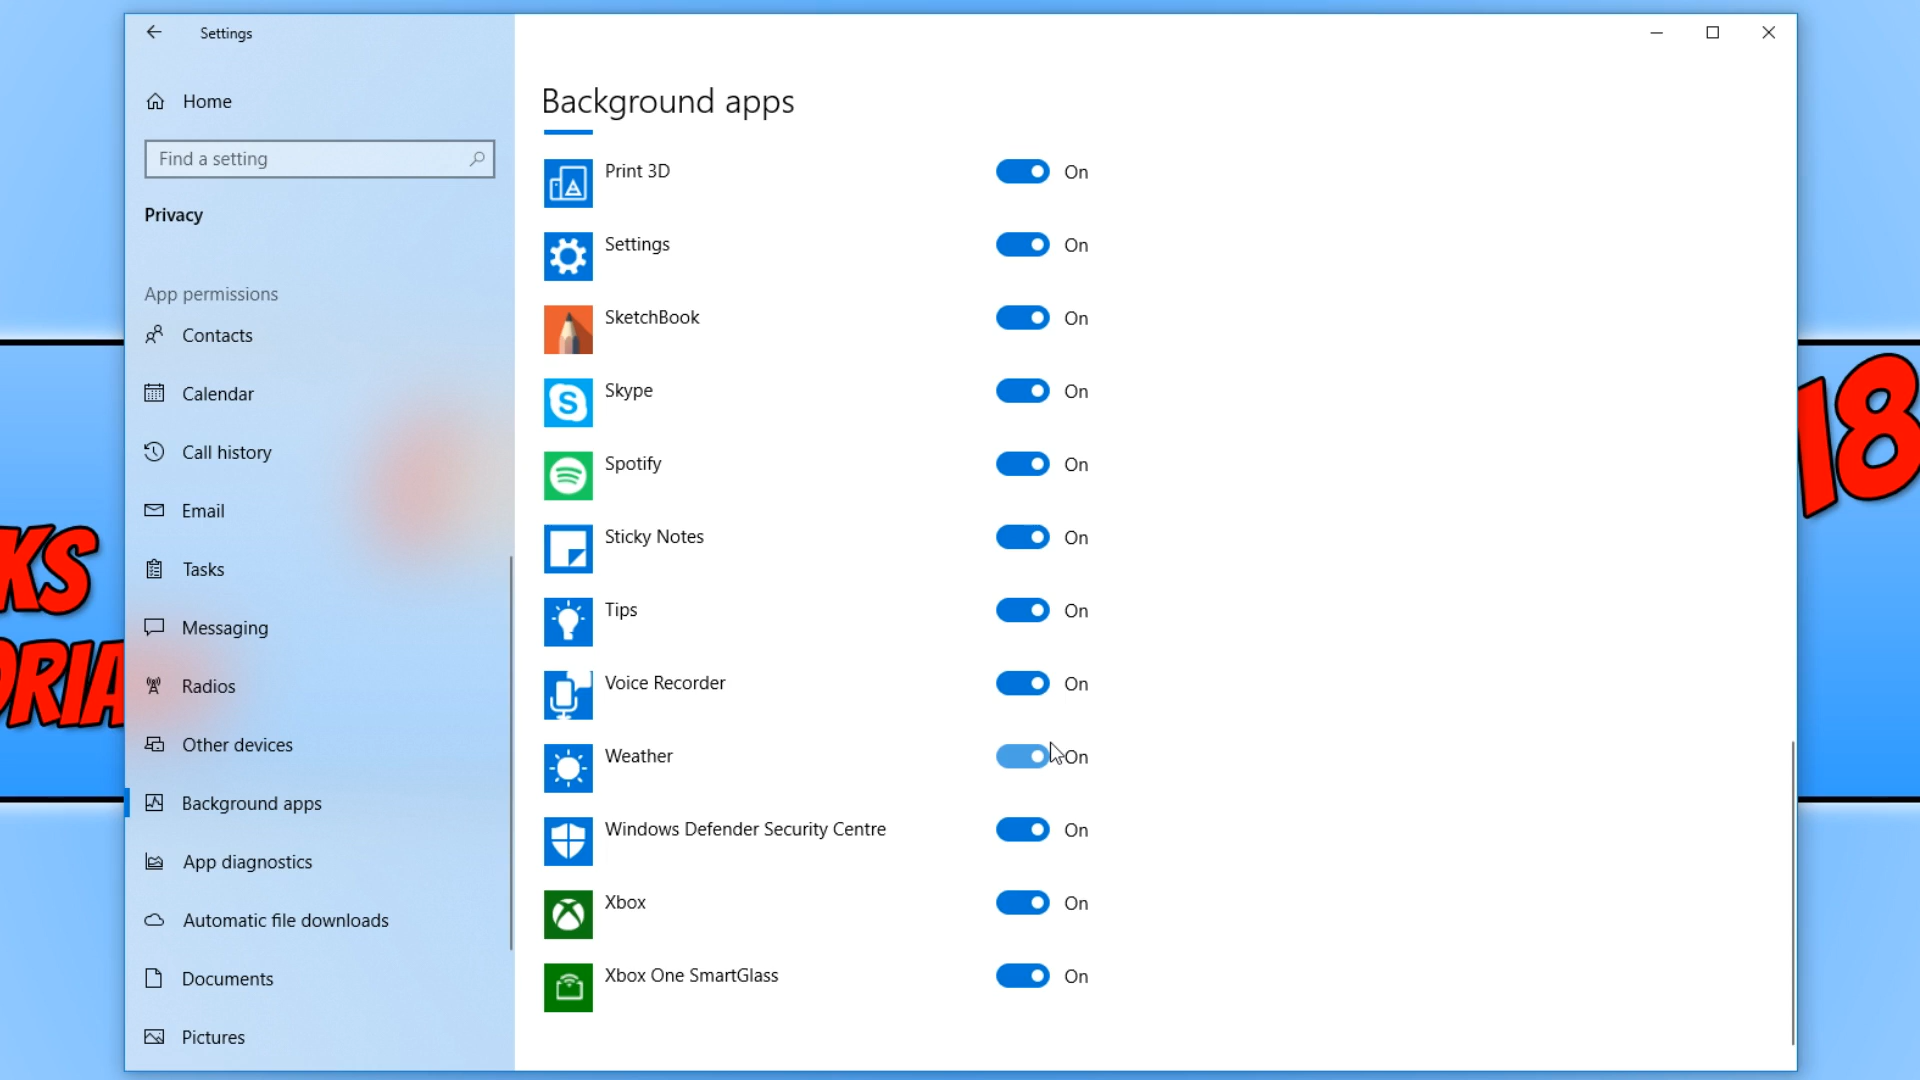 Settings
Home
Find a setting
Privacy
App permissions
Contacts
Calendar
Call history
Email
Tasks
Messaging
Radios
Other devices
Background apps
App diagnostics
Automatic file downloads
Documents
Pictures
Background apps
Print 3D On
Settings On
SketchBook On
Skype On
Spotify On
Sticky Notes On
Tips On
Voice Recorder On
Weather On
Windows Defender Security Centre On
Xbox On
Xbox One SmartGlass On
KS
ORIA
18